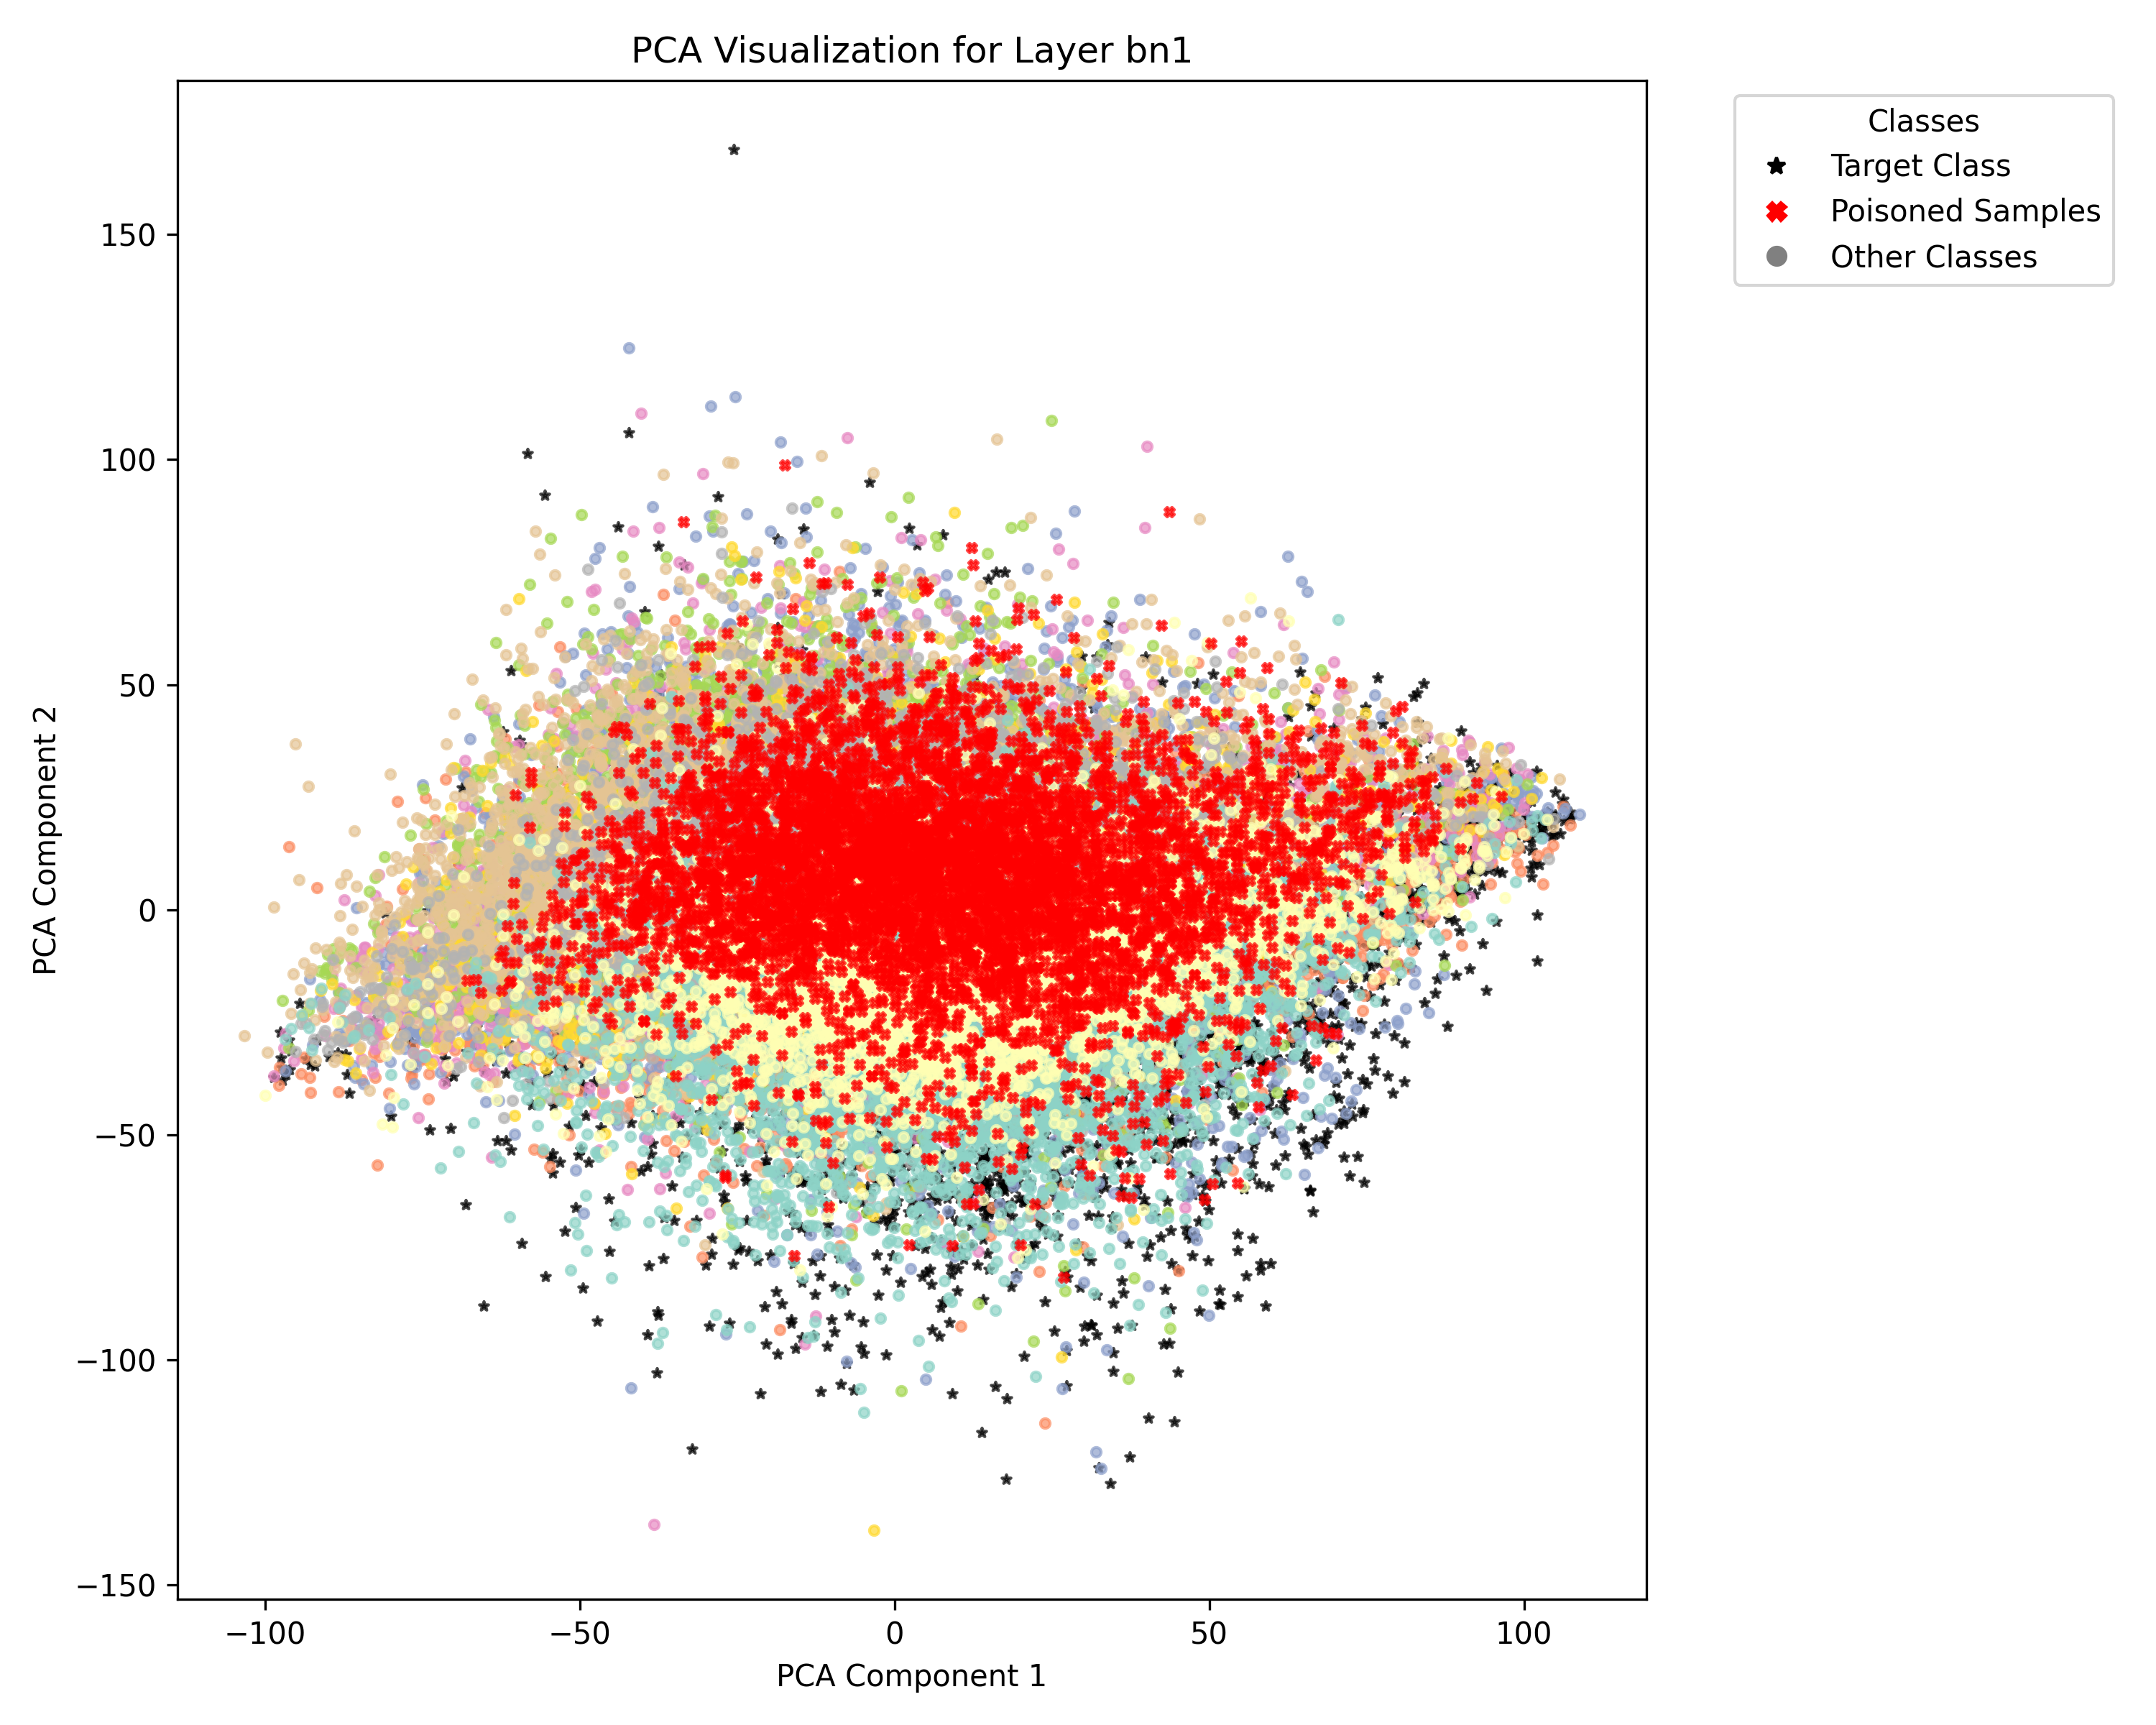 PCA Visualization for Layer bn1
Classes
Target Class
Poisoned Samples
Other Classes
150
100
50
0
−50
−100
−150
PCA Component 2
−100
−50
0
50
100
PCA Component 1